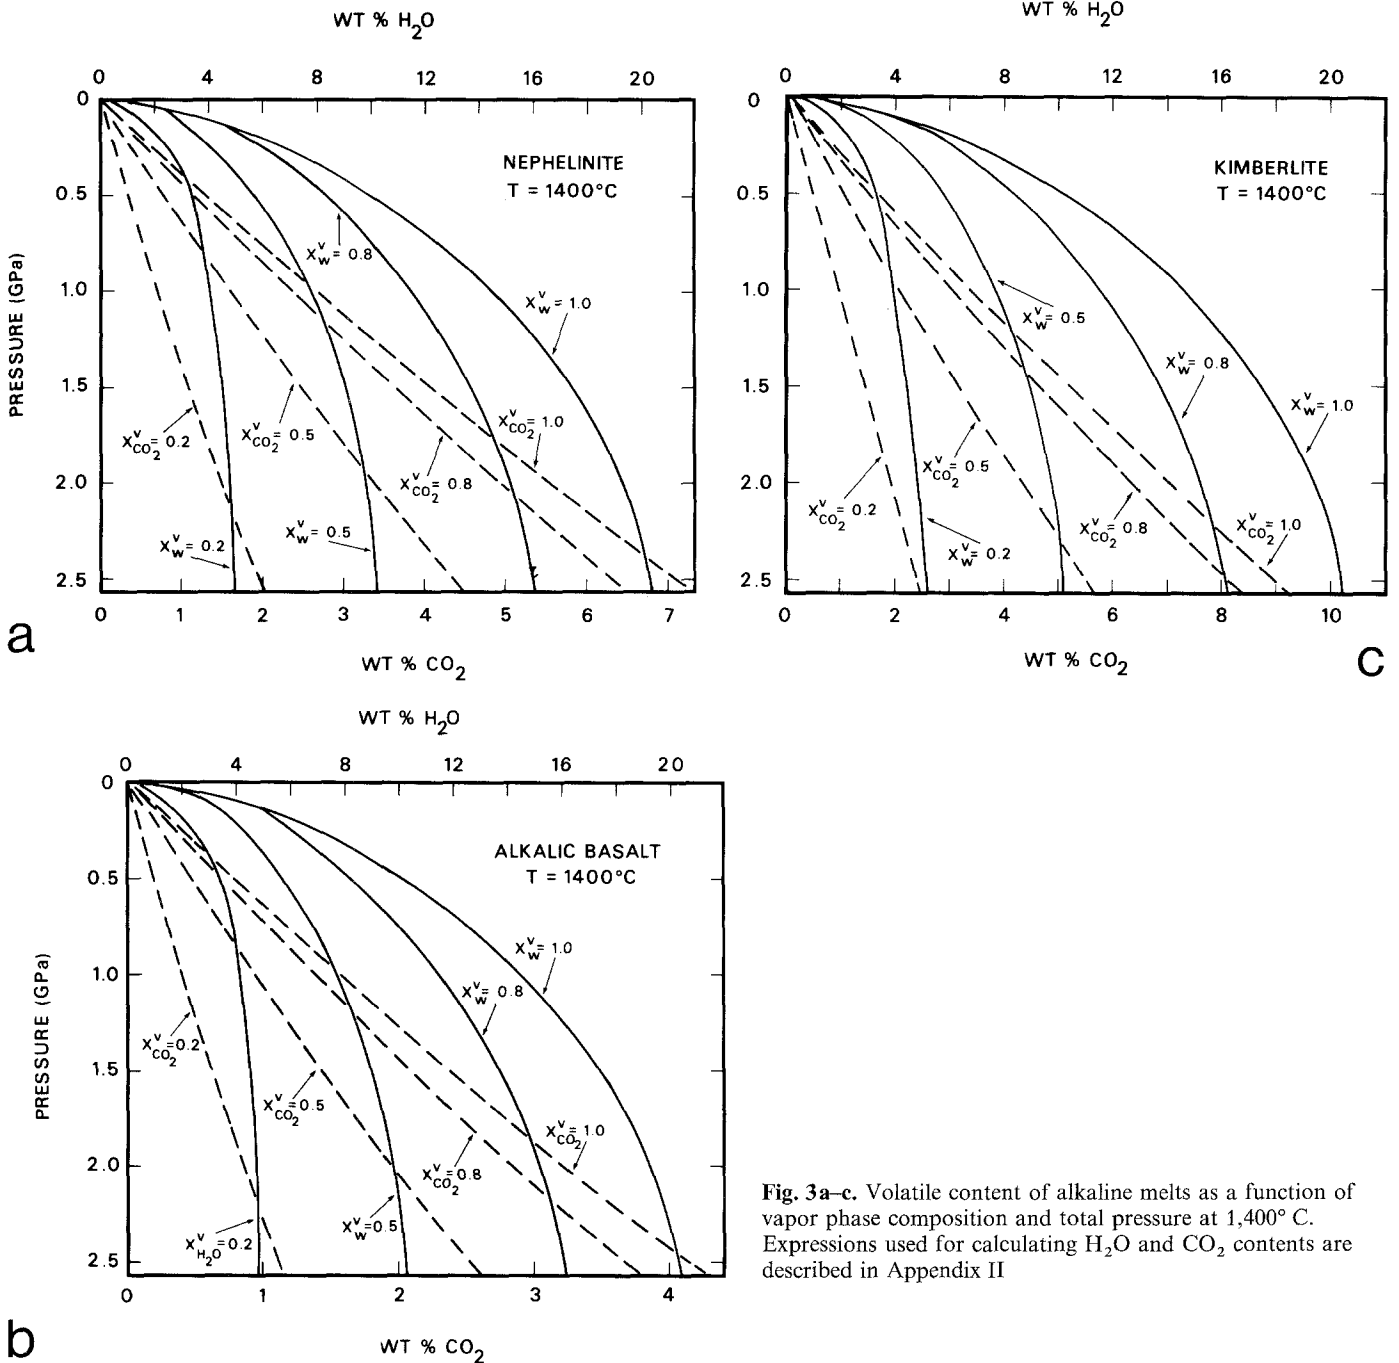 WT % H2O
0 4 8 12 16 20
0
0.5
1.0
1.5
2.0
2.5
PRESSURE (GPa)
NEPHELINITE
T = 1400°C
X^v_w = 0.8
X^v_w = 1.0
X^v_CO2 = 0.2
X^v_CO2 = 0.5
X^v_CO2 = 1.0
X^v_CO2 = 0.8
X^v_w = 0.5
X^v_w = 0.2
0 1 2 3 4 5 6 7
WT % CO2
a
WT % H2O
0 4 8 12 16 20
0
0.5
1.0
1.5
2.0
2.5
KIMBERLITE
T = 1400°C
X^v_w = 0.5
X^v_w = 0.8
X^v_w = 1.0
X^v_CO2 = 0.5
X^v_CO2 = 0.2
X^v_CO2 = 0.8
X^v_CO2 = 1.0
X^v_w = 0.2
0 2 4 6 8 10
WT % CO2
c
WT % H2O
0 4 8 12 16 20
0
0.5
1.0
1.5
2.0
2.5
PRESSURE (GPa)
ALKALIC BASALT
T = 1400°C
X^v_w = 1.0
X^v_w = 0.8
X^v_CO2 = 0.2
X^v_CO2 = 0.5
X^v_CO2 = 1.0
X^v_CO2 = 0.8
X^v_w = 0.5
X^v_H2O = 0.2
0 1 2 3 4
WT % CO2
b
Fig. 3a–c. Volatile content of alkaline melts as a function of
vapor phase composition and total pressure at 1,400° C.
Expressions used for calculating H2O and CO2 contents are
described in Appendix II